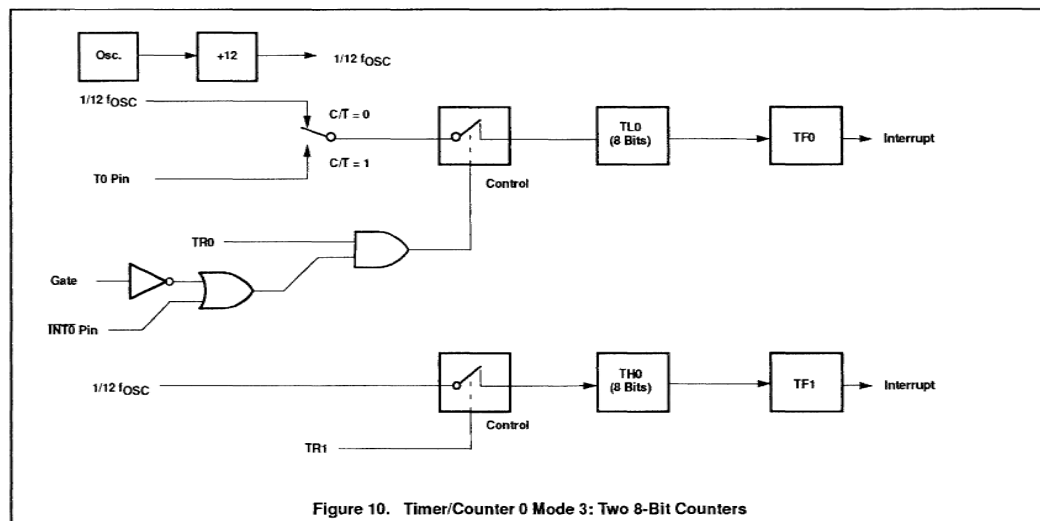 Osc.
+12
1/12 fOSC
1/12 fOSC
C/T = 0
TL0
(8 Bits)
TF0
Interrupt
C/T = 1
T0 Pin
Control
TR0
Gate
INT0 Pin
1/12 fOSC
TH0
(8 Bits)
TF1
Interrupt
Control
TR1
Figure 10. Timer/Counter 0 Mode 3: Two 8-Bit Counters